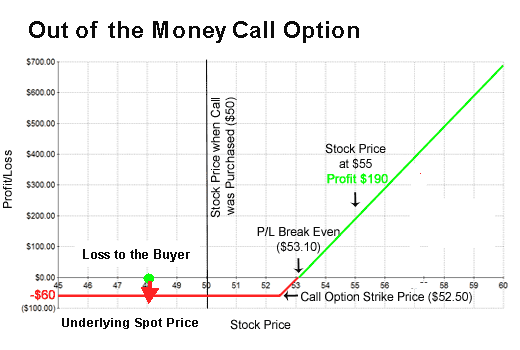 Out of the Money Call Option
$700.00
$600.00
$500.00
$400.00
$300.00
$200.00
$100.00
$0.00
-$60
($100.00)
Profit/Loss
Stock Price when Call
was Purchased ($50)
Stock Price
at $55
Profit $190
P/L Break Even
($53.10)
Loss to the Buyer
45 46 47 48 49 50 51 52 53 54 55 56 58 59 60
Call Option Strike Price ($52.50)
Underlying Spot Price
Stock Price